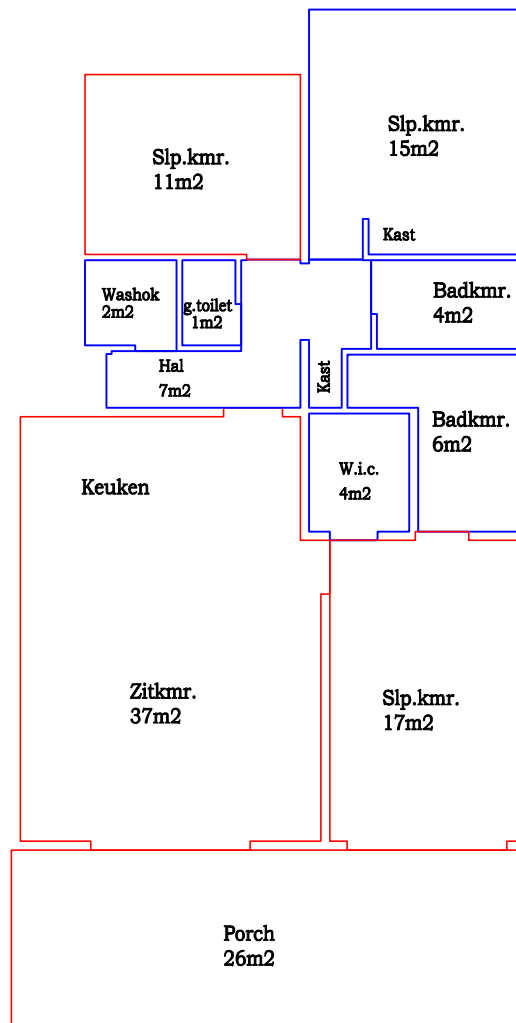 Slp.kmr.
15m2
Slp.kmr.
11m2
Kast
Washok
2m2
g.toilet
1m2
Badkmr.
4m2
Hal
7m2
Kast
Badkmr.
6m2
W.i.c.
4m2
Keuken
Zitkmr.
37m2
Slp.kmr.
17m2
Porch
26m2